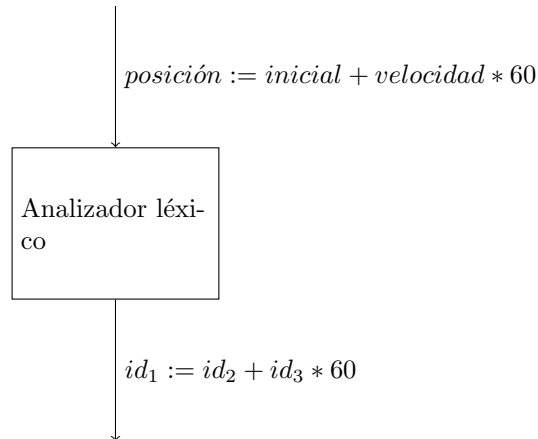 posición := inicial + velocidad ∗ 60
Analizador léxi-
co
id₁ := id₂ + id₃ ∗ 60